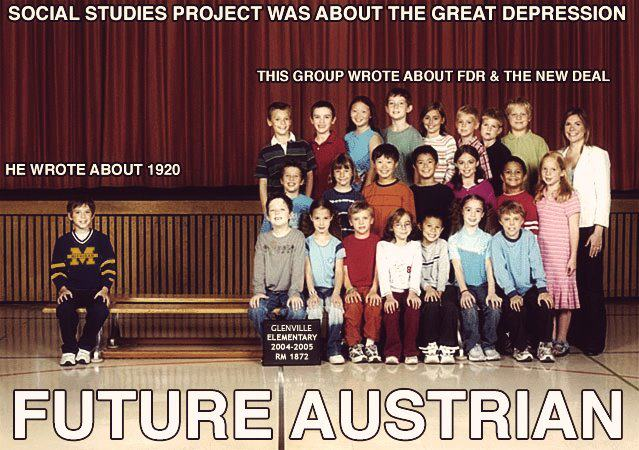 SOCIAL STUDIES PROJECT WAS ABOUT THE GREAT DEPRESSION
THIS GROUP WROTE ABOUT FDR & THE NEW DEAL
HE WROTE ABOUT 1920
M
MICHIGAN
GLENVILLE
ELEMENTARY
2004-2005
RM 1872
FUTURE AUSTRIAN